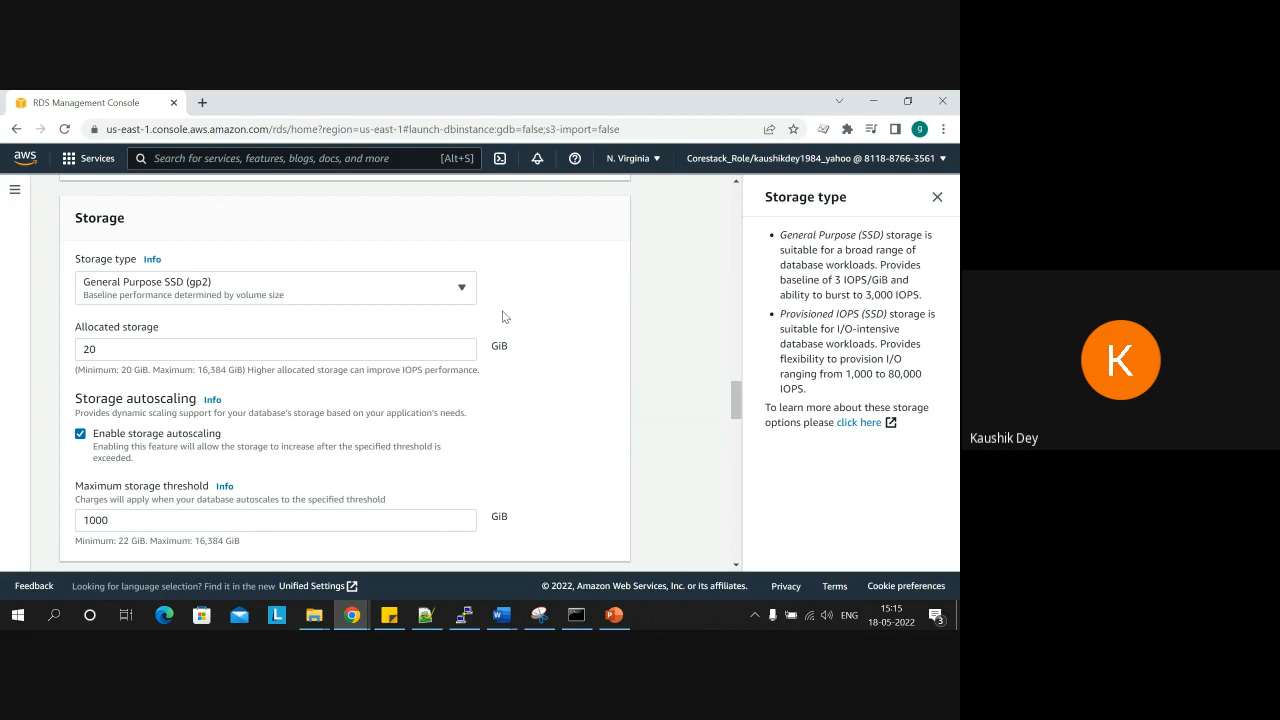 RDS Management Console
us-east-1.console.aws.amazon.com/rds/home?region=us-east-1#launch-dbinstance:gdb=false;s3-import=false
g
aws
Services
Search for services, features, blogs, docs, and more
[Alt+S]
N. Virginia
Corestack_Role/kaushikdey1984_yahoo @ 8118-8766-3561
Storage
Storage type Info
General Purpose SSD (gp2)
Baseline performance determined by volume size
Allocated storage
20
GiB
(Minimum: 20 GiB. Maximum: 16,384 GiB) Higher allocated storage can improve IOPS performance.
Storage autoscaling Info
Provides dynamic scaling support for your database's storage based on your application's needs.
Enable storage autoscaling
Enabling this feature will allow the storage to increase after the specified threshold is
exceeded.
Maximum storage threshold Info
Charges will apply when your database autoscales to the specified threshold
1000
GiB
Minimum: 22 GiB. Maximum: 16,384 GiB
Storage type
General Purpose (SSD) storage is
suitable for a broad range of
database workloads. Provides
baseline of 3 IOPS/GiB and
ability to burst to 3,000 IOPS.
Provisioned IOPS (SSD) storage is
suitable for I/O-intensive
database workloads. Provides
flexibility to provision I/O
ranging from 1,000 to 80,000
IOPS.
To learn more about these storage
options please click here
Feedback
Looking for language selection? Find it in the new Unified Settings
© 2022, Amazon Web Services, Inc. or its affiliates.
Privacy
Terms
Cookie preferences
L
ENG
15:15
18-05-2022
3
K
Kaushik Dey